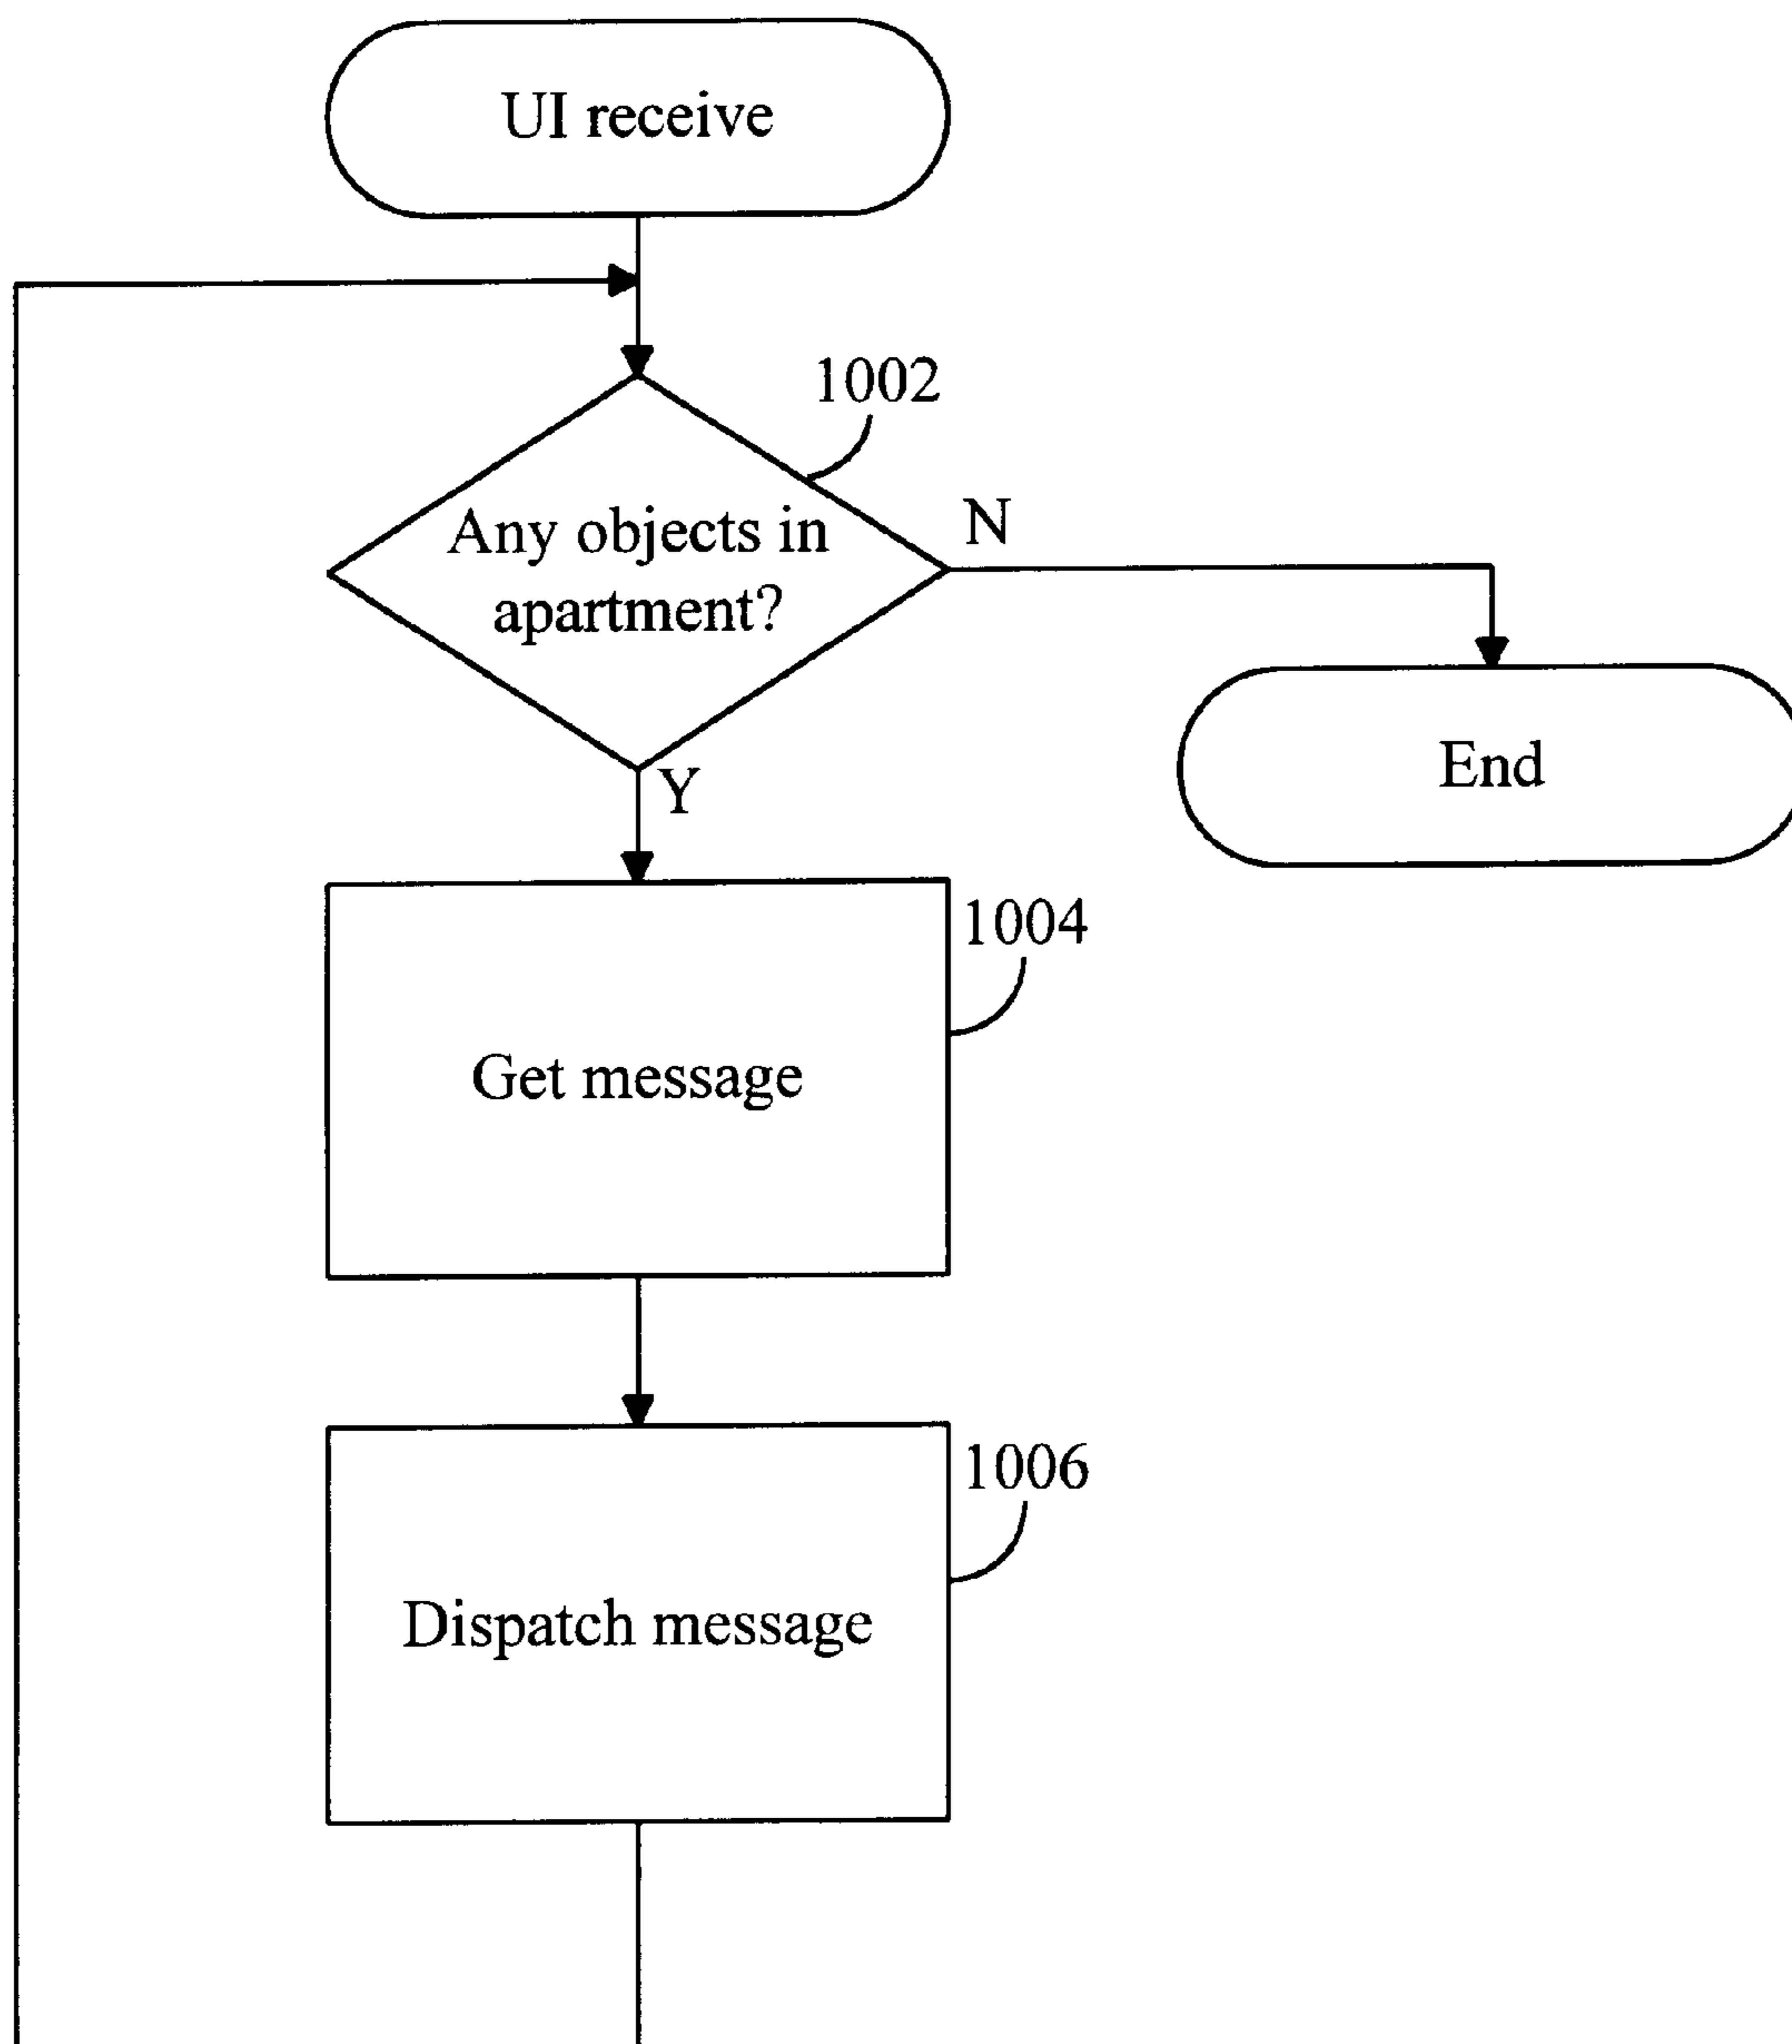 UI receive
1002
Any objects in
apartment?
N
End
Y
1004
Get message
1006
Dispatch message